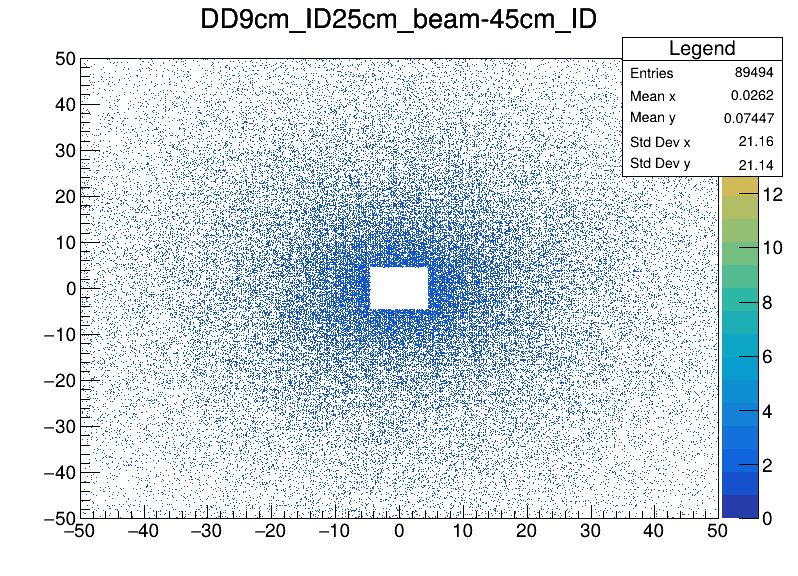 DD9cm_ID25cm_beam-45cm_ID
Legend
Entries 89494
Mean x 0.0262
Mean y 0.07447
Std Dev x 21.16
Std Dev y 21.14
50
40
30
20
10
0
−10
−20
−30
−40
−50
−50 −40 −30 −20 −10 0 10 20 30 40 50
12
10
8
6
4
2
0